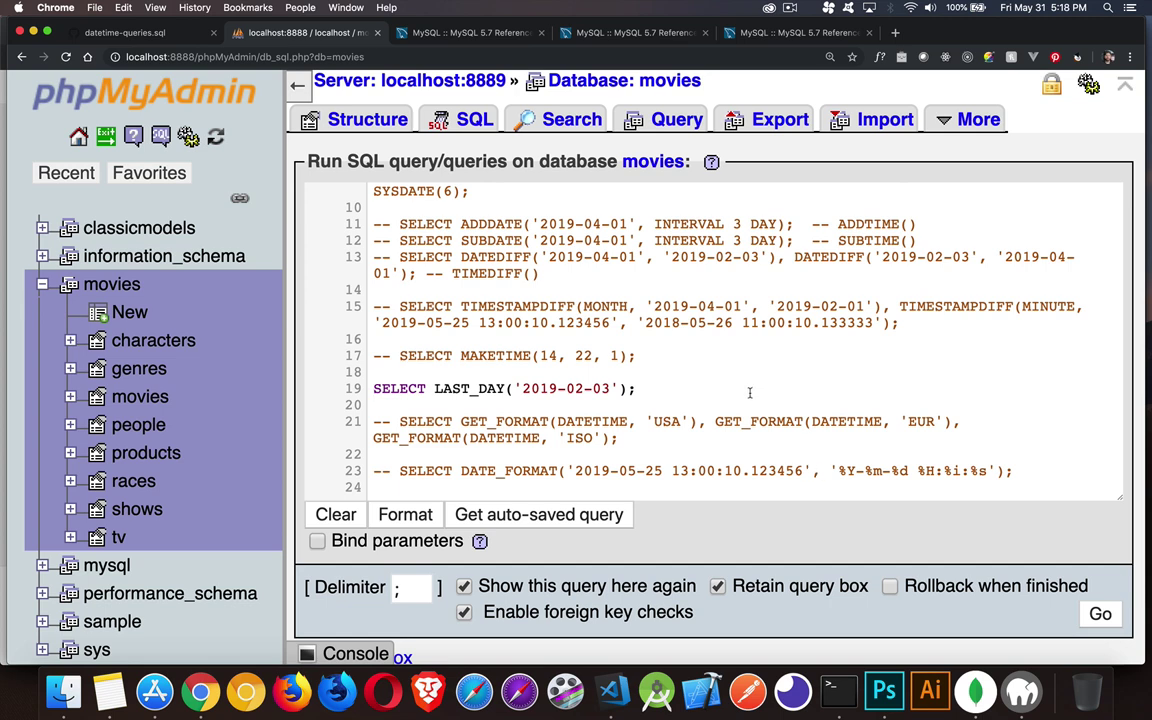 Chrome File Edit View History Bookmarks People Window Help 100% Fri May 31 5:18 PM
datetime-queries.sql
localhost:8888 / localhost / mo
MySQL :: MySQL 5.7 Referenc
MySQL :: MySQL 5.7 Referenc
MySQL :: MySQL 5.7 Referenc
localhost:8888/phpMyAdmin/db_sql.php?db=movies
phpMyAdmin
Recent Favorites
classicmodels
information_schema
movies
New
characters
genres
movies
people
products
races
shows
tv
mysql
performance_schema
sample
sys
Server: localhost:8889 » Database: movies
Structure SQL Search Query Export Import More
Run SQL query/queries on database movies:
SYSDATE(6);
10
11 -- SELECT ADDDATE('2019-04-01', INTERVAL 3 DAY); -- ADDTIME()
12 -- SELECT SUBDATE('2019-04-01', INTERVAL 3 DAY); -- SUBTIME()
13 -- SELECT DATEDIFF('2019-04-01', '2019-02-03'), DATEDIFF('2019-02-03', '2019-04-
01'); -- TIMEDIFF()
14
15 -- SELECT TIMESTAMPDIFF(MONTH, '2019-04-01', '2019-02-01'), TIMESTAMPDIFF(MINUTE,
'2019-05-25 13:00:10.123456', '2018-05-26 11:00:10.133333');
16
17 -- SELECT MAKETIME(14, 22, 1);
18
19 SELECT LAST_DAY('2019-02-03');
20
21 -- SELECT GET_FORMAT(DATETIME, 'USA'), GET_FORMAT(DATETIME, 'EUR'),
GET_FORMAT(DATETIME, 'ISO');
22
23 -- SELECT DATE_FORMAT('2019-05-25 13:00:10.123456', '%Y-%m-%d %H:%i:%s');
24
Clear Format Get auto-saved query
Bind parameters
[ Delimiter ; ] Show this query here again Retain query box Rollback when finished
Enable foreign key checks
Go
Console ox
Ps Ai